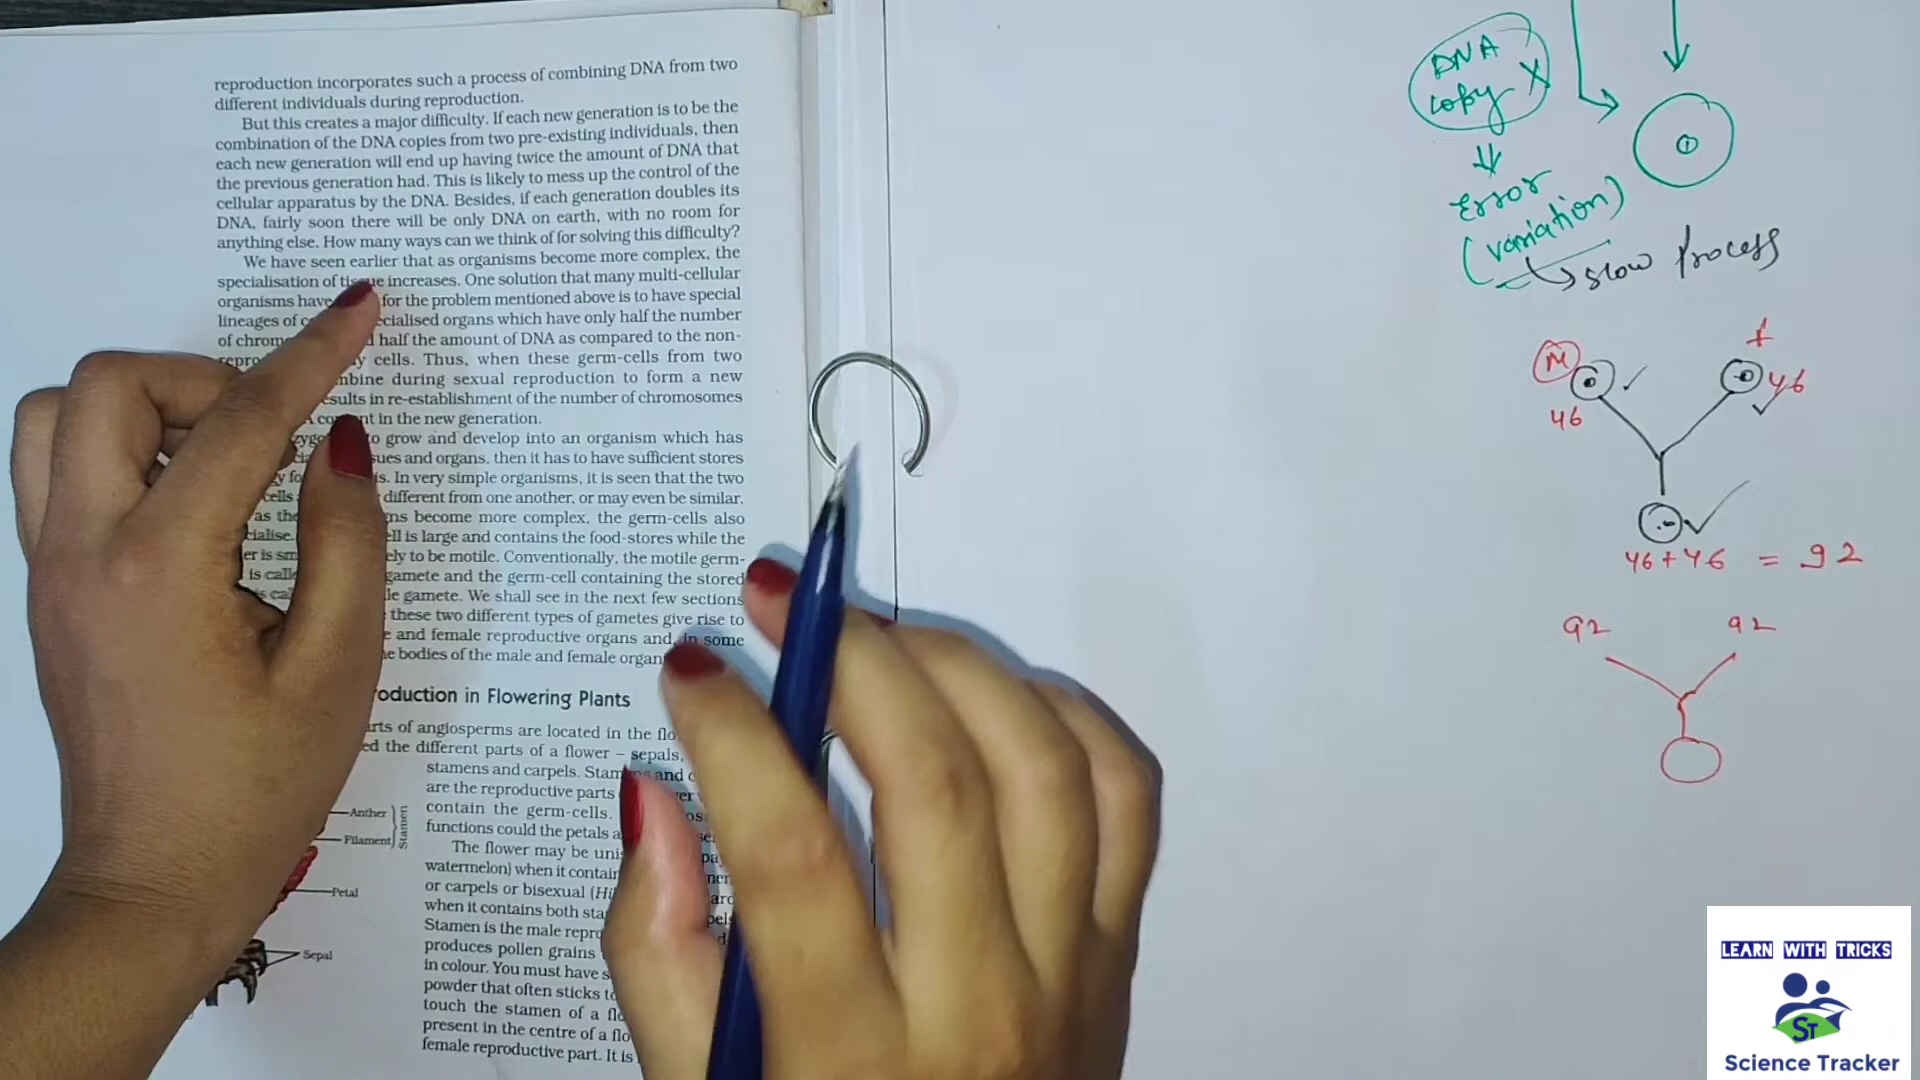 reproduction incorporates such a process of combining DNA from two
different individuals during reproduction.
But this creates a major difficulty. If each new generation is to be the
combination of the DNA copies from two pre-existing individuals, then
each new generation will end up having twice the amount of DNA that
the previous generation had. This is likely to mess up the control of the
cellular apparatus by the DNA. Besides, if each generation doubles its
DNA, fairly soon there will be only DNA on earth, with no room for
anything else. How many ways can we think of for solving this difficulty?
We have seen earlier that as organisms become more complex, the
specialisation of tissue increases. One solution that many multi-cellular
organisms have for the problem mentioned above is to have special
lineages of specialised organs which have only half the number
of half the amount of DNA as compared to the non-
cells. Thus, when these germ-cells from two
during sexual reproduction to form a new
results in re-establishment of the number of chromosomes
in the new generation.
to grow and develop into an organism which has
and organs, then it has to have sufficient stores
In very simple organisms, it is seen that the two
different from one another, or may even be similar.
as become more complex, the germ-cells also
is large and contains the food-stores while the
to be motile. Conventionally, the motile germ-
is gamete and the germ-cell containing the stored
gamete. We shall see in the next few sections
these two different types of gametes give rise to
and female reproductive organs and, in some
bodies of the male and female
in Flowering Plants
of angiosperms are located in the
the different parts of a flower – sepals,
stamens and carpels. and
are the reproductive parts
contain the germ-cells.
functions could the petals
The flower may be
watermelon) when it
or carpels or bisexual
when it contains both
Stamen is the male
produces pollen grains
in colour. You must have
powder that often sticks
touch the stamen of a
present in the centre of a
female reproductive part. It is
Anther
Filament
Stamen
Petal
Sepal
DNA
copy X
Error
(variation)
slow process
M
46
46
46 + 46 = 92
92 92
LEARN WITH TRICKS
ST
Science Tracker